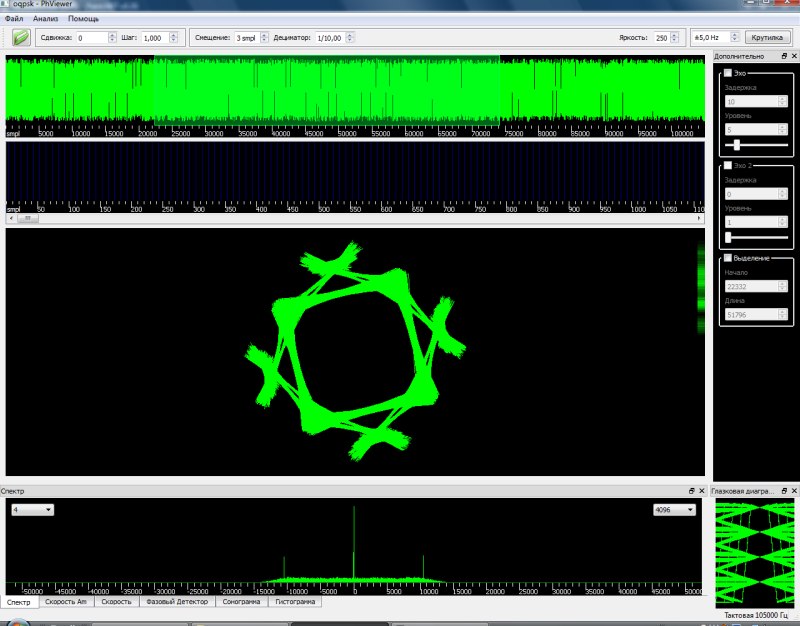 oqpsk - PhViewer
Файл Анализ Помощь
Сдвижка: 0 Шаг: 1,000 Смещение: 3 smpl Дециматор: 1/10,00 Яркость: 250 ±5,0 Hz Крутилка
Дополнительно
Эхо
Задержка
10
Уровень
5
Эхо 2
Задержка
0
Уровень
1
Выделение
Начало
22332
Длина
51796
smpl 5000 10000 15000 20000 25000 30000 35000 40000 45000 50000 55000 60000 65000 70000 75000 80000 85000 90000 95000 100000
smpl 50 100 150 200 250 300 350 400 450 500 550 600 650 700 750 800 850 900 950 1000 1050 110
Спектр
4 4096
-50000 -45000 -40000 -35000 -30000 -25000 -20000 -15000 -10000 -5000 0 5000 10000 15000 20000 25000 30000 35000 40000 45000 50000
Спектр Скорость Am Скорость Фазовый Детектор Сонограмма Гистограмма
Глазковая диагра...
Тактовая 105000 Гц